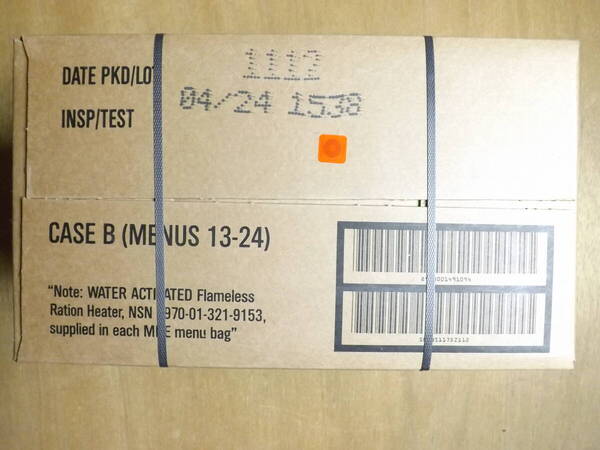 DATE PKD/LOT 1112
04/24 1538
INSP/TEST
CASE B (MENUS 13-24)
"Note: WATER ACTIVATED Flameless
Ration Heater, NSN 970-01-321-9153,
supplied in each MRE menu bag"